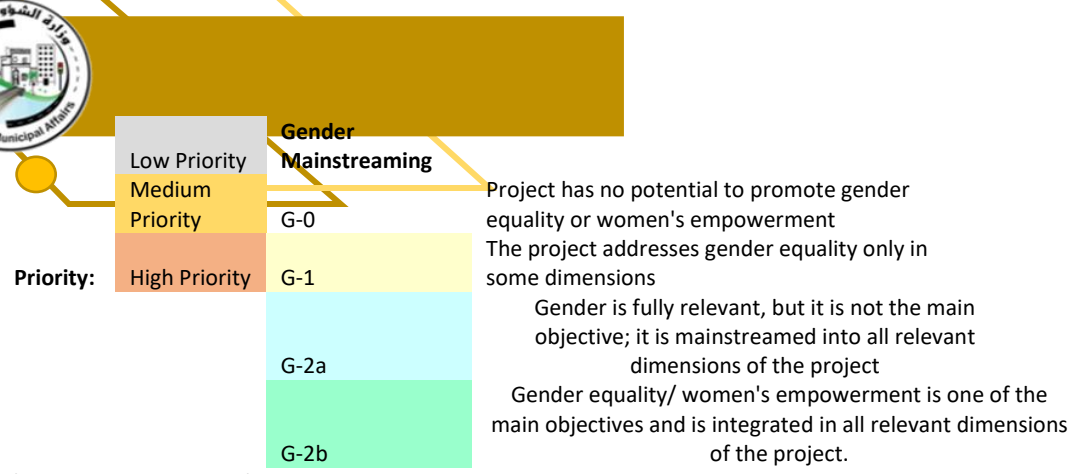 وزارة الشؤو
Municipal Affairs
Gender
Low Priority Mainstreaming
Medium Project has no potential to promote gender
Priority G-0 equality or women's empowerment
The project addresses gender equality only in
Priority: High Priority G-1 some dimensions
Gender is fully relevant, but it is not the main
objective; it is mainstreamed into all relevant
G-2a dimensions of the project
Gender equality/ women's empowerment is one of the
main objectives and is integrated in all relevant dimensions
G-2b of the project.